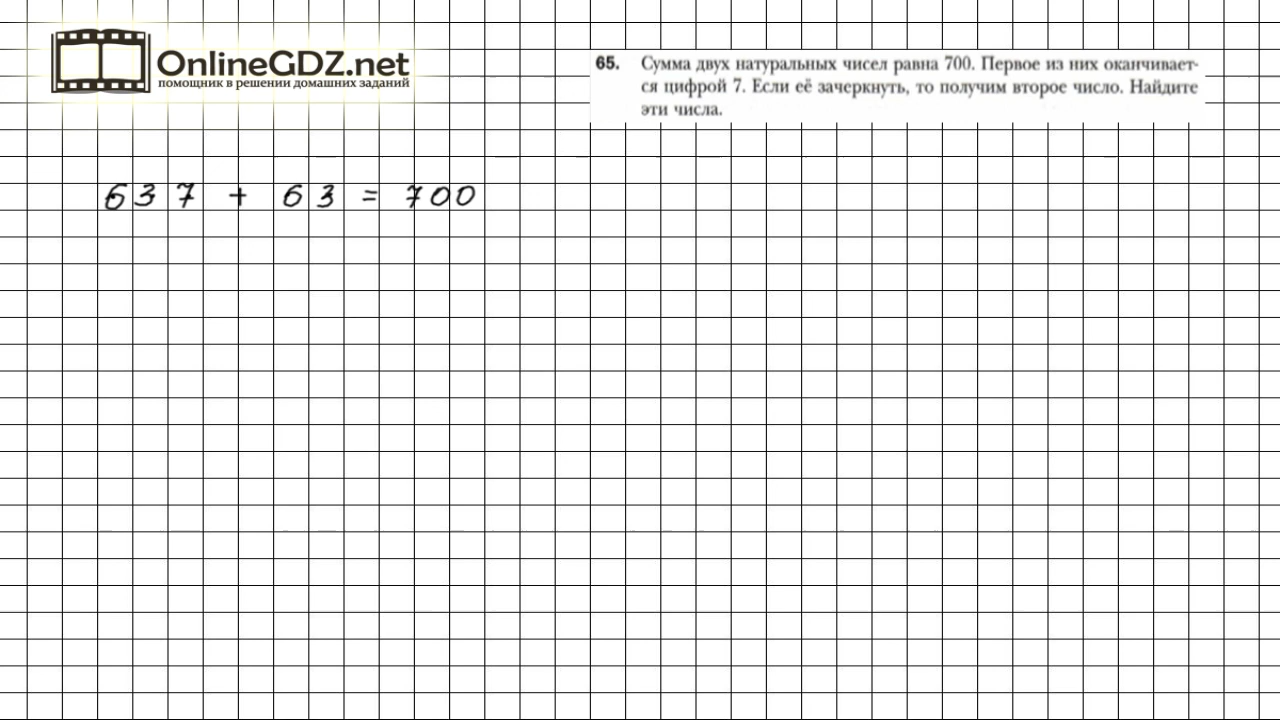 OnlineGDZ.net
помощник в решении домашних заданий
65. Сумма двух натуральных чисел равна 700. Первое из них оканчивает-
ся цифрой 7. Если её зачеркнуть, то получим второе число. Найдите
эти числа.
637 + 63 = 700